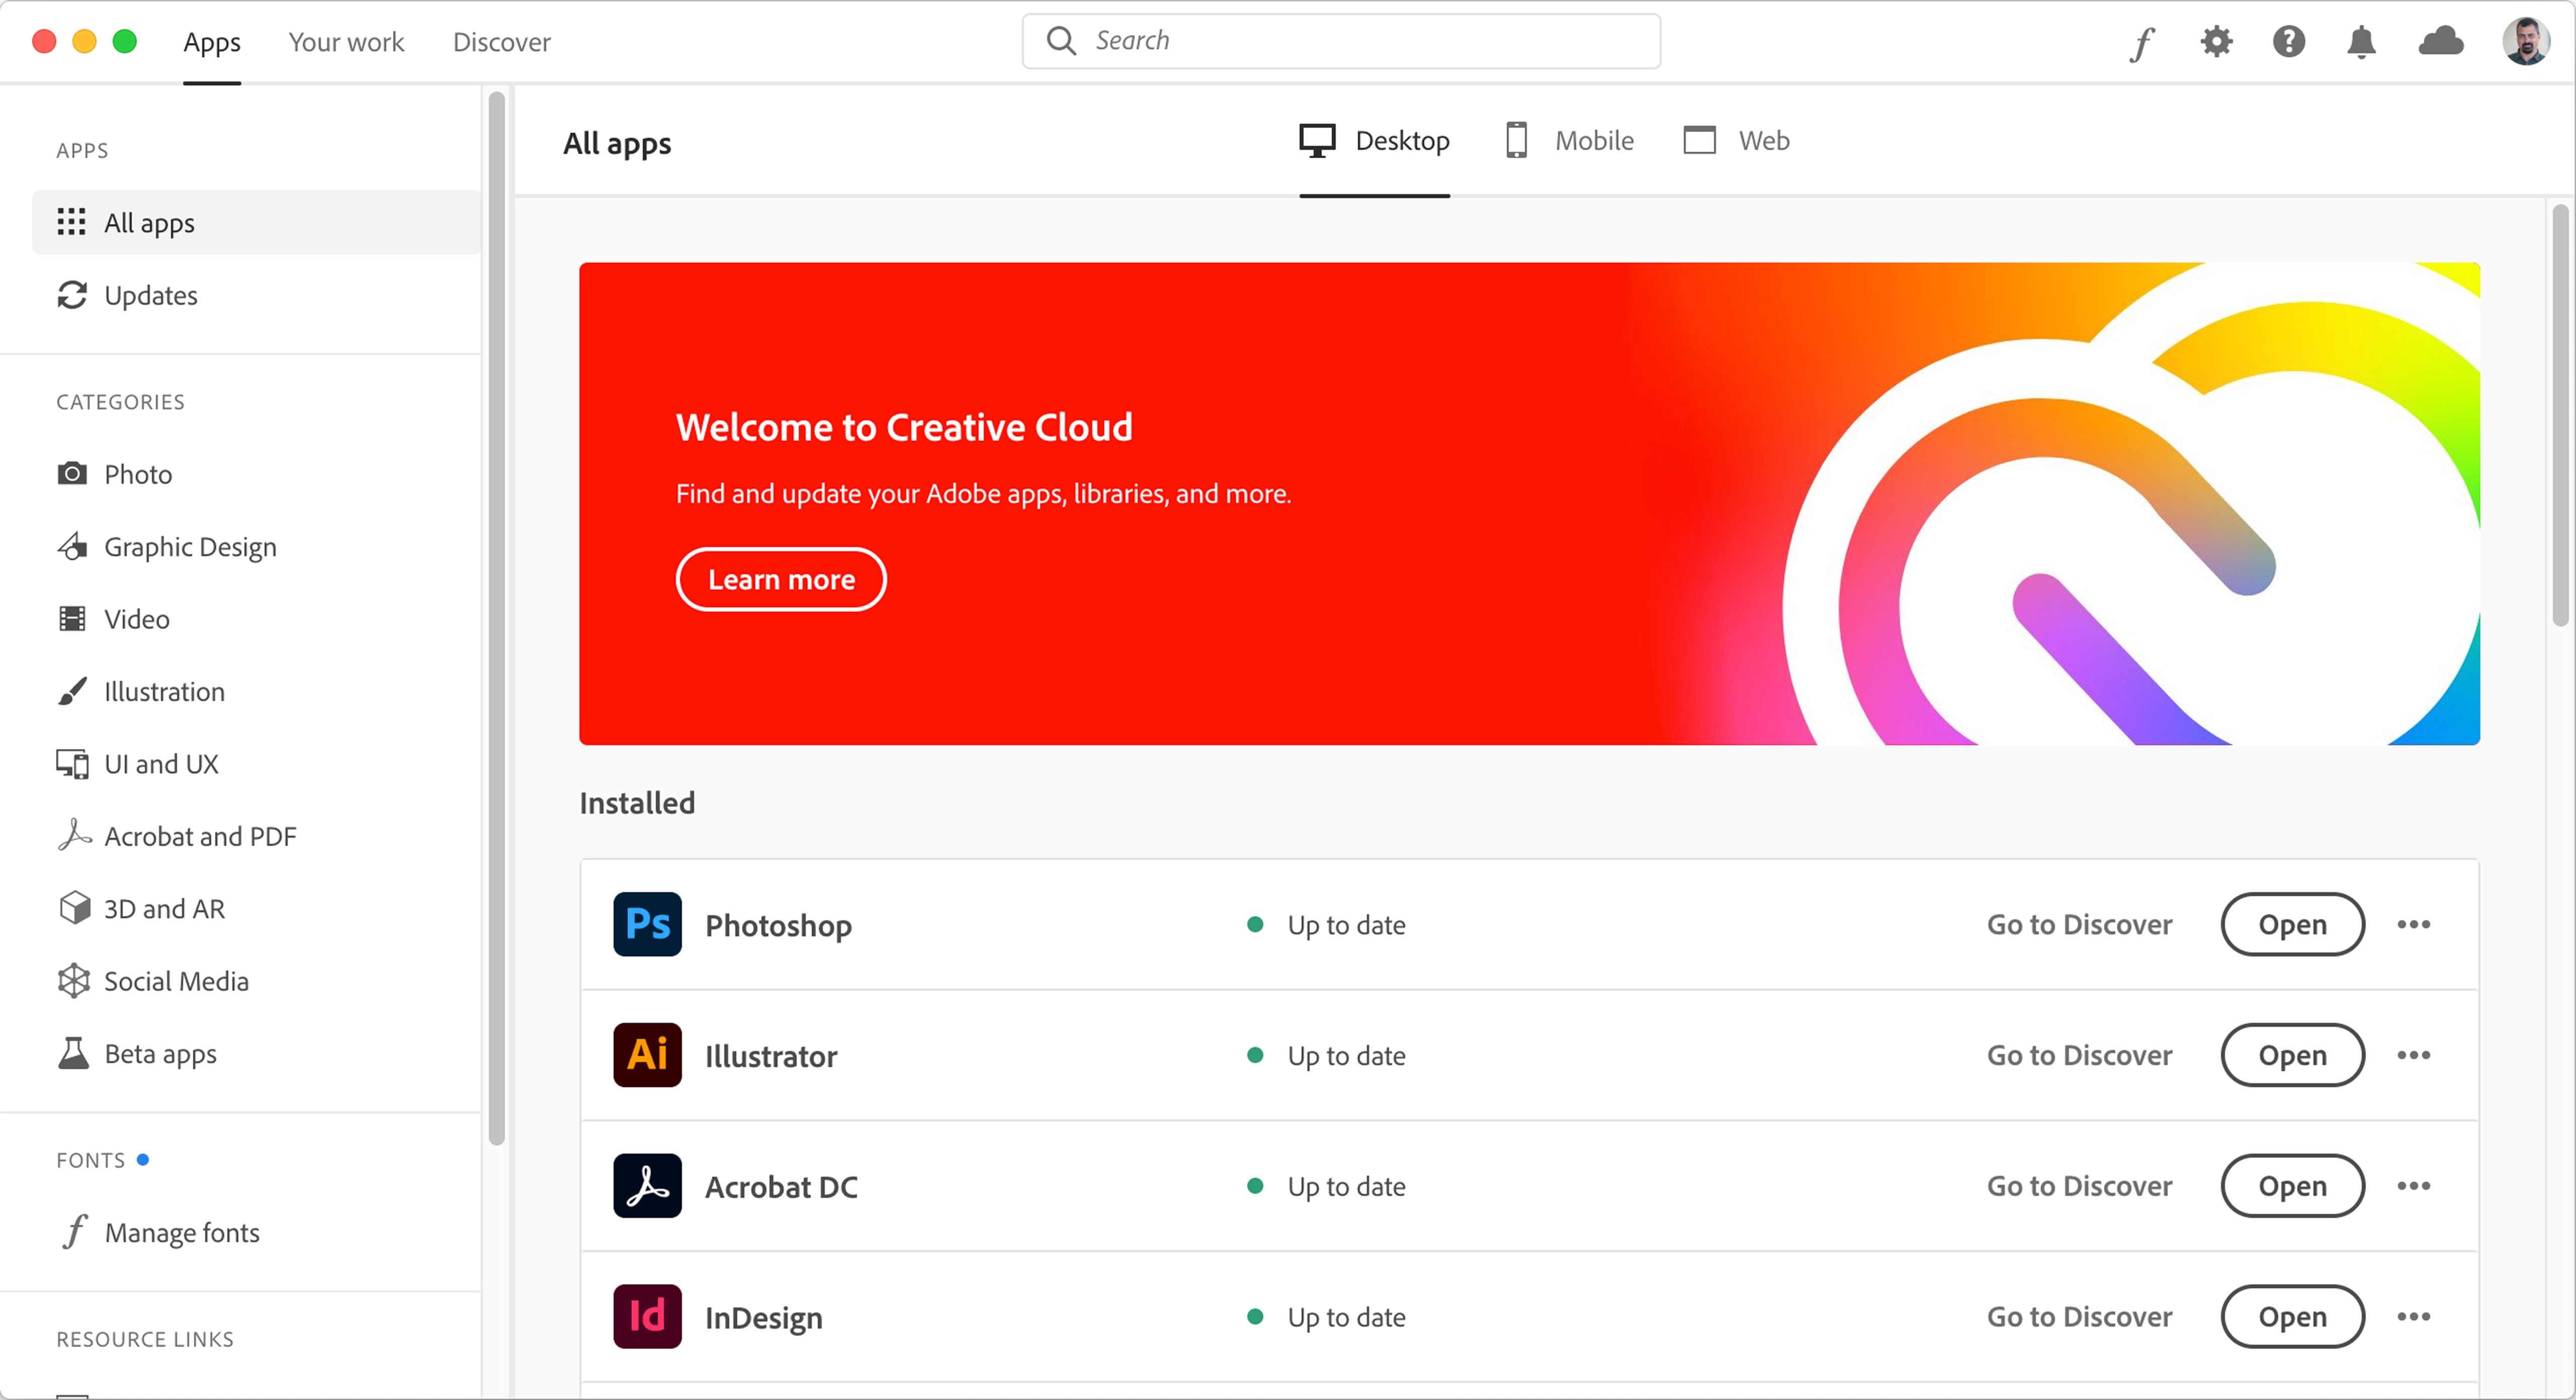 Apps Your work Discover Search
APPS
All apps
Updates
CATEGORIES
Photo
Graphic Design
Video
Illustration
UI and UX
Acrobat and PDF
3D and AR
Social Media
Beta apps
FONTS
Manage fonts
RESOURCE LINKS
All apps Desktop Mobile Web
Welcome to Creative Cloud
Find and update your Adobe apps, libraries, and more.
Learn more
Installed
Ps Photoshop Up to date Go to Discover Open
Ai Illustrator Up to date Go to Discover Open
Acrobat DC Up to date Go to Discover Open
Id InDesign Up to date Go to Discover Open